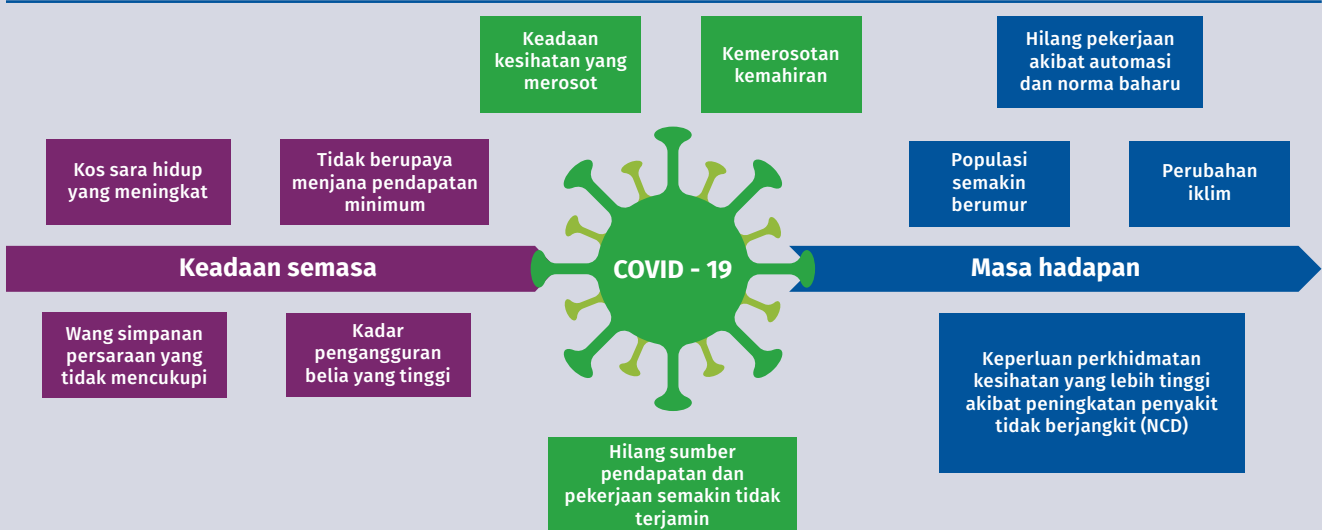 Keadaan
kesihatan yang
merosot
Kemerosotan
kemahiran
Hilang pekerjaan
akibat automasi
dan norma baharu
Kos sara hidup
yang meningkat
Tidak berupaya
menjana pendapatan
minimum
Populasi
semakin
berumur
Perubahan
iklim
Keadaan semasa
COVID - 19
Masa hadapan
Wang simpanan
persaraan yang
tidak mencukupi
Kadar
pengangguran
belia yang tinggi
Keperluan perkhidmatan
kesihatan yang lebih tinggi
akibat peningkatan penyakit
tidak berjangkit (NCD)
Hilang sumber
pendapatan dan
pekerjaan semakin tidak
terjamin